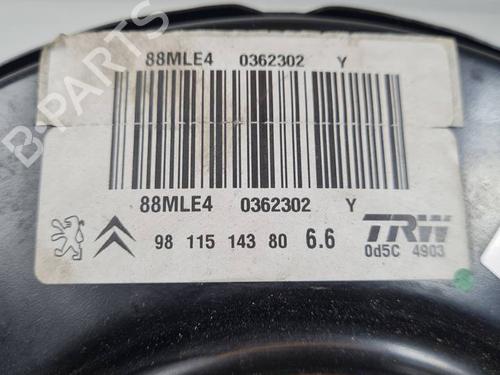 88MLE4 0362302 Y
88MLE4 0362302 Y
98 115 143 80 6.6
TRW
0d5C 4903
B-PARTS